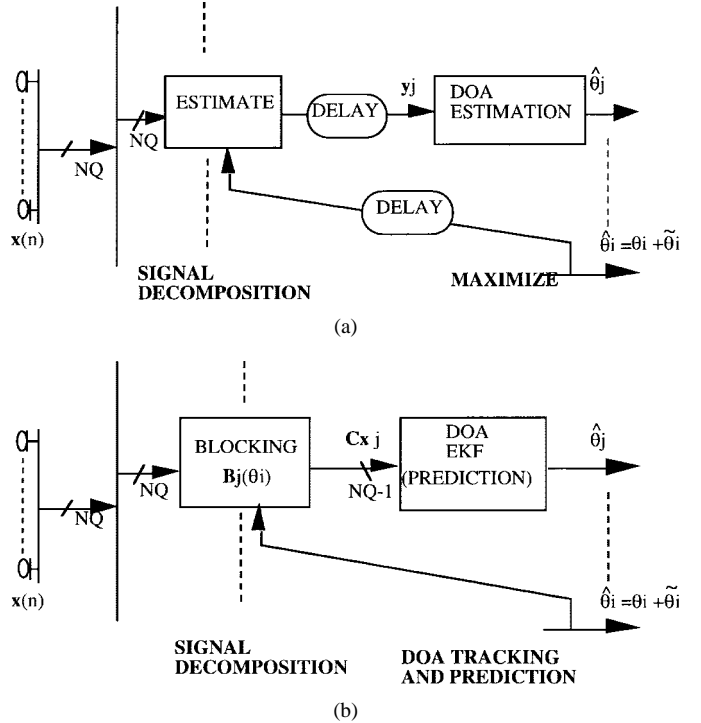 ESTIMATE
DELAY
yj
DOA
ESTIMATION
θ̂j
NQ
NQ
x(n)
DELAY
θ̂i =θi +θ̃i
SIGNAL
DECOMPOSITION
MAXIMIZE
(a)
BLOCKING
Bj(θi)
Cx j
NQ-1
DOA
EKF
(PREDICTION)
θ̂j
NQ
NQ
x(n)
θ̂i =θi +θ̃i
SIGNAL
DECOMPOSITION
DOA TRACKING
AND PREDICTION
(b)